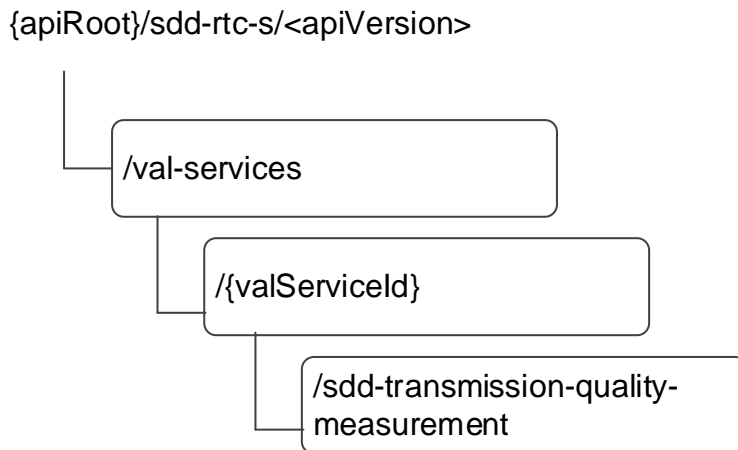 {apiRoot}/sdd-rtc-s/<apiVersion>
/val-services
/{valServiceId}
/sdd-transmission-quality-
measurement